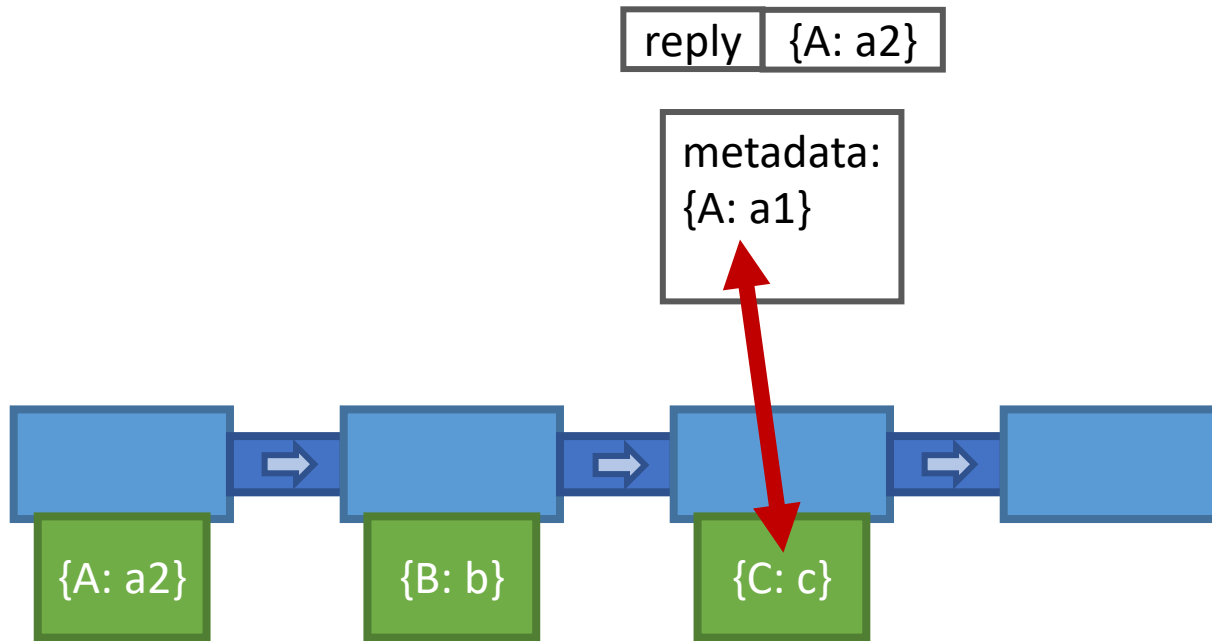 reply {A: a2}
metadata:
{A: a1}
{A: a2} {B: b} {C: c}